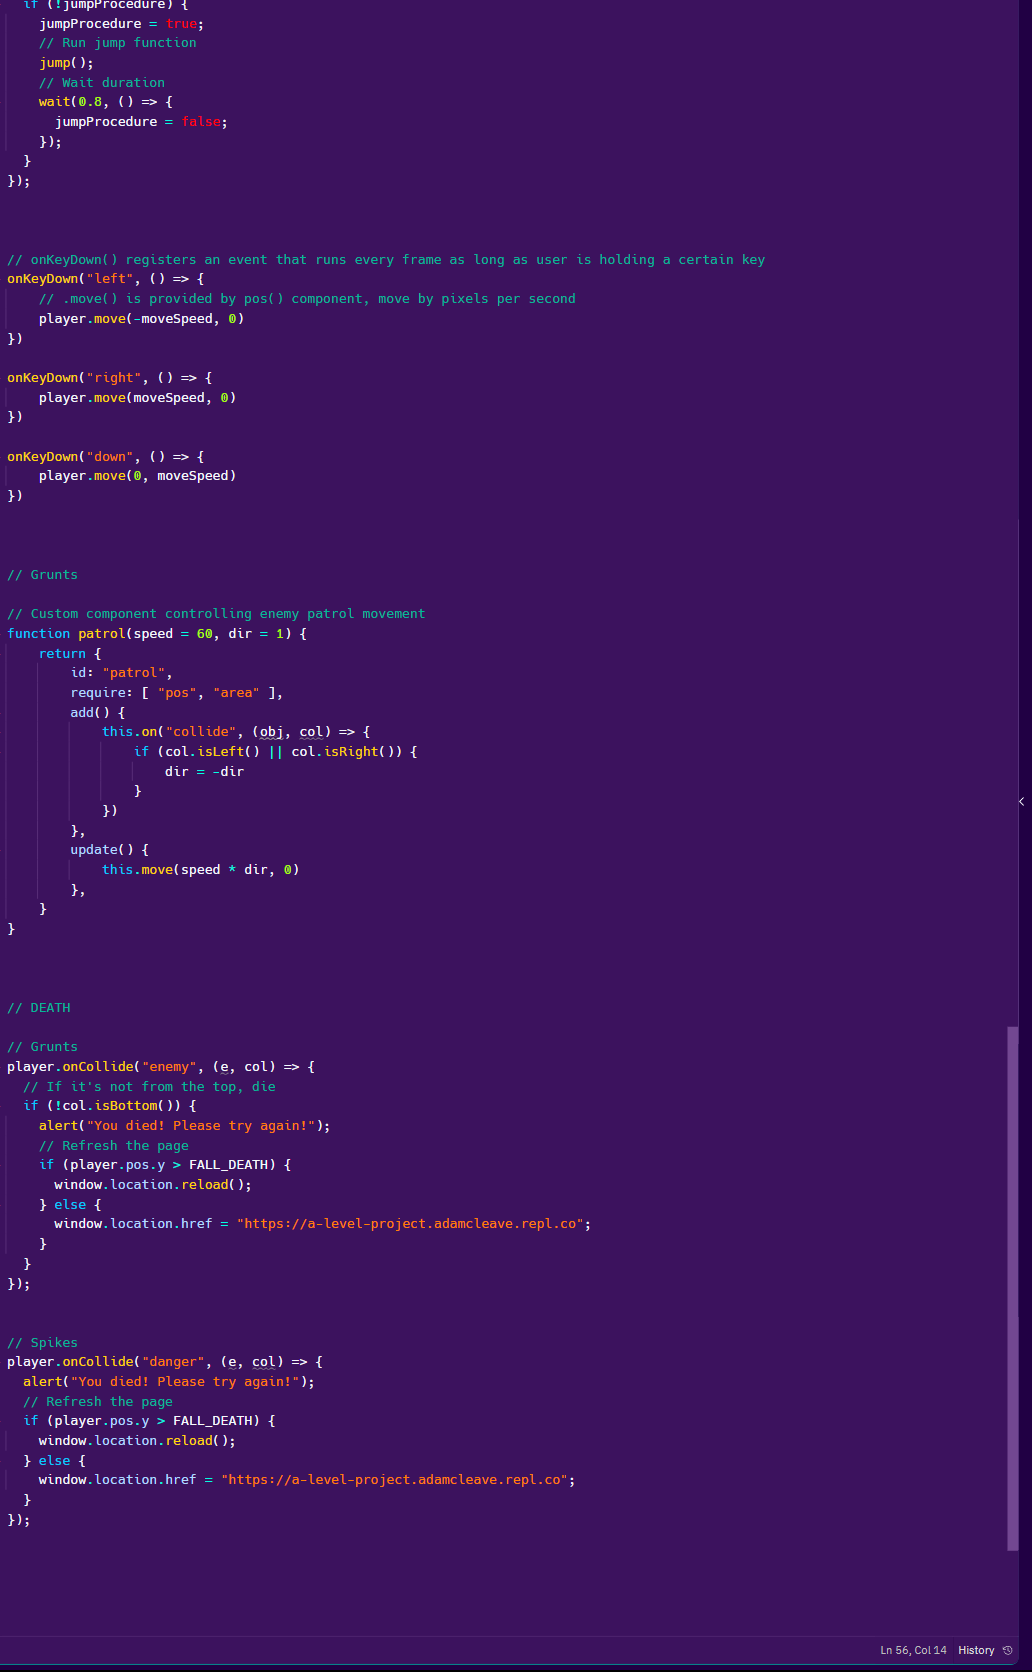 if (!jumpProcedure) {
jumpProcedure = true;
// Run jump function
jump();
// Wait duration
wait(0.8, () => {
jumpProcedure = false;
});
}
});
// onKeyDown() registers an event that runs every frame as long as user is holding a certain key
onKeyDown("left", () => {
// .move() is provided by pos() component, move by pixels per second
player.move(-moveSpeed, 0)
})
onKeyDown("right", () => {
player.move(moveSpeed, 0)
})
onKeyDown("down", () => {
player.move(0, moveSpeed)
})
// Grunts
// Custom component controlling enemy patrol movement
function patrol(speed = 60, dir = 1) {
return {
id: "patrol",
require: [ "pos", "area" ],
add() {
this.on("collide", (obj, col) => {
if (col.isLeft() || col.isRight()) {
dir = -dir
}
})
},
update() {
this.move(speed * dir, 0)
},
}
}
// DEATH
// Grunts
player.onCollide("enemy", (e, col) => {
// If it's not from the top, die
if (!col.isBottom()) {
alert("You died! Please try again!");
// Refresh the page
if (player.pos.y > FALL_DEATH) {
window.location.reload();
} else {
window.location.href = "https://a-level-project.adamcleave.repl.co";
}
}
});
// Spikes
player.onCollide("danger", (e, col) => {
alert("You died! Please try again!");
// Refresh the page
if (player.pos.y > FALL_DEATH) {
window.location.reload();
} else {
window.location.href = "https://a-level-project.adamcleave.repl.co";
}
});
Ln 56, Col 14 History